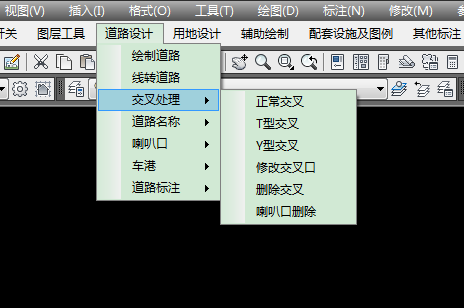 视图(V) 插入(I) 格式(O) 工具(T) 绘图(D) 标注(N) 修改(M)
开关 图层工具 道路设计 用地设计 辅助绘制 配套设施及图例 其他标注
绘制道路
线转道路
交叉处理
道路名称
喇叭口
车港
道路标注
正常交叉
T型交叉
Y型交叉
修改交叉口
删除交叉
喇叭口删除